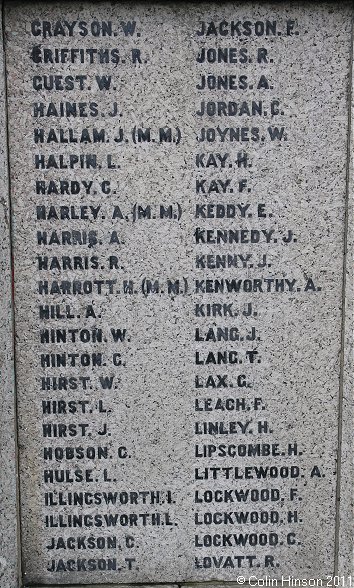 GRAYSON. W.
GRIFFITHS. R.
GUEST. W.
HAINES. J.
HALLAM. J. (M.M.)
HALPIN. L.
HARDY. G.
HARLEY. A. (M.M.)
HARRIS. A.
HARRIS. R.
HARROTT. H. (M.M.)
HILL. A.
HINTON. W.
HINTON. G.
HIRST. W.
HIRST. L.
HIRST. J.
HOBSON. G.
HULSE. L.
ILLINGSWORTH. I.
ILLINGSWORTH. L.
JACKSON. G.
JACKSON. T.
JACKSON. F.
JONES. R.
JONES. A.
JORDAN. C.
JOYNES. W.
KAY. H.
KAY. F.
KEDDY. E.
KENNEDY. J.
KENNY. J.
KENWORTHY. A.
KIRK. J.
LANG. J.
LANG. T.
LAX. G.
LEACH. F.
LINLEY. H.
LIPSCOMBE. H.
LITTLEWOOD. A.
LOCKWOOD. F.
LOCKWOOD. H.
LOCKWOOD. C.
LOVATT. R.
©Colin Hinson 2011